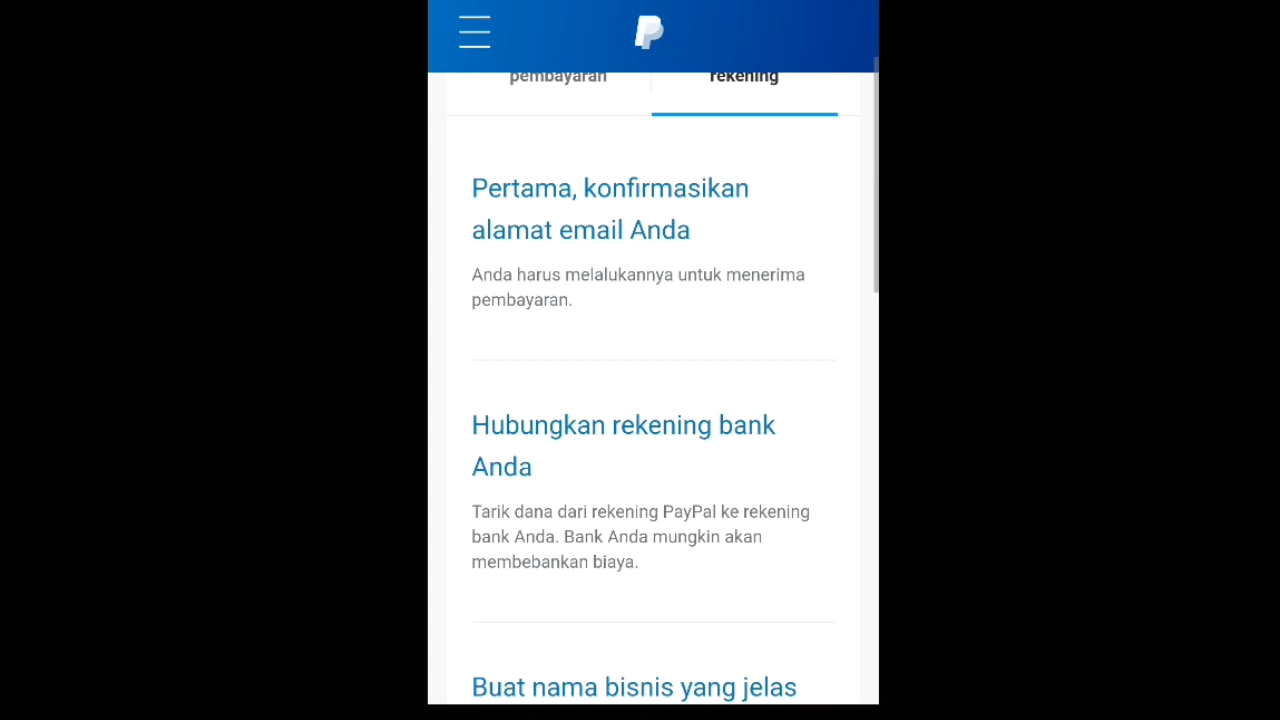 pembayaran
rekening
Pertama, konfirmasikan
alamat email Anda
Anda harus melalukannya untuk menerima
pembayaran.
Hubungkan rekening bank
Anda
Tarik dana dari rekening PayPal ke rekening
bank Anda. Bank Anda mungkin akan
membebankan biaya.
Buat nama bisnis yang jelas